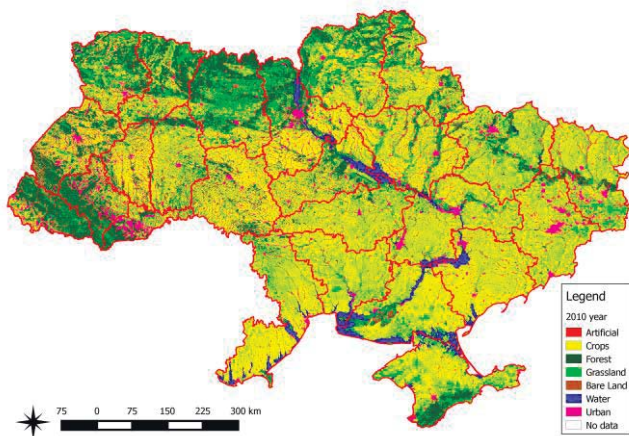 Legend
2010 year
Artificial
Crops
Forest
Grassland
Bare Land
Water
Urban
No data
75 0 75 150 225 300 km